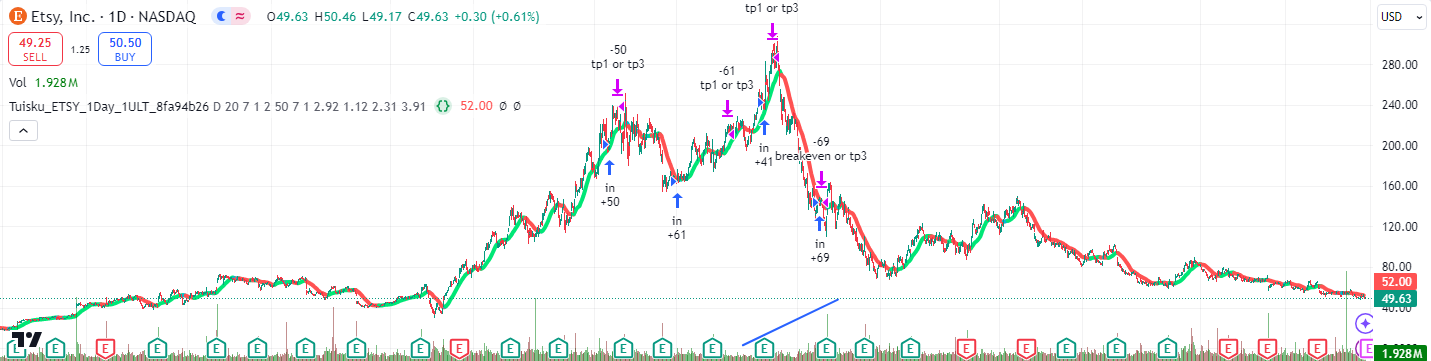 Etsy, Inc. · 1D · NASDAQ O49.63 H50.46 L49.17 C49.63 +0.30 (+0.61%)
USD
49.25
SELL
1.25
50.50
BUY
Vol 1.928M
Tuisku_ETSY_1Day_1ULT_8fa94b26 D 20 7 1 2 50 7 1 2.92 1.12 2.31 3.91 {} 52.00 Ø Ø
tp1 or tp3
-50
tp1 or tp3
-61
tp1 or tp3
-69
breakeven or tp3
in
+50
in
+61
in
+41
in
+69
280.00
240.00
200.00
160.00
120.00
80.00
52.00
49.63
40.00
1.928M
E E E E E E E E E E E E E E E E E E E E E E E E E